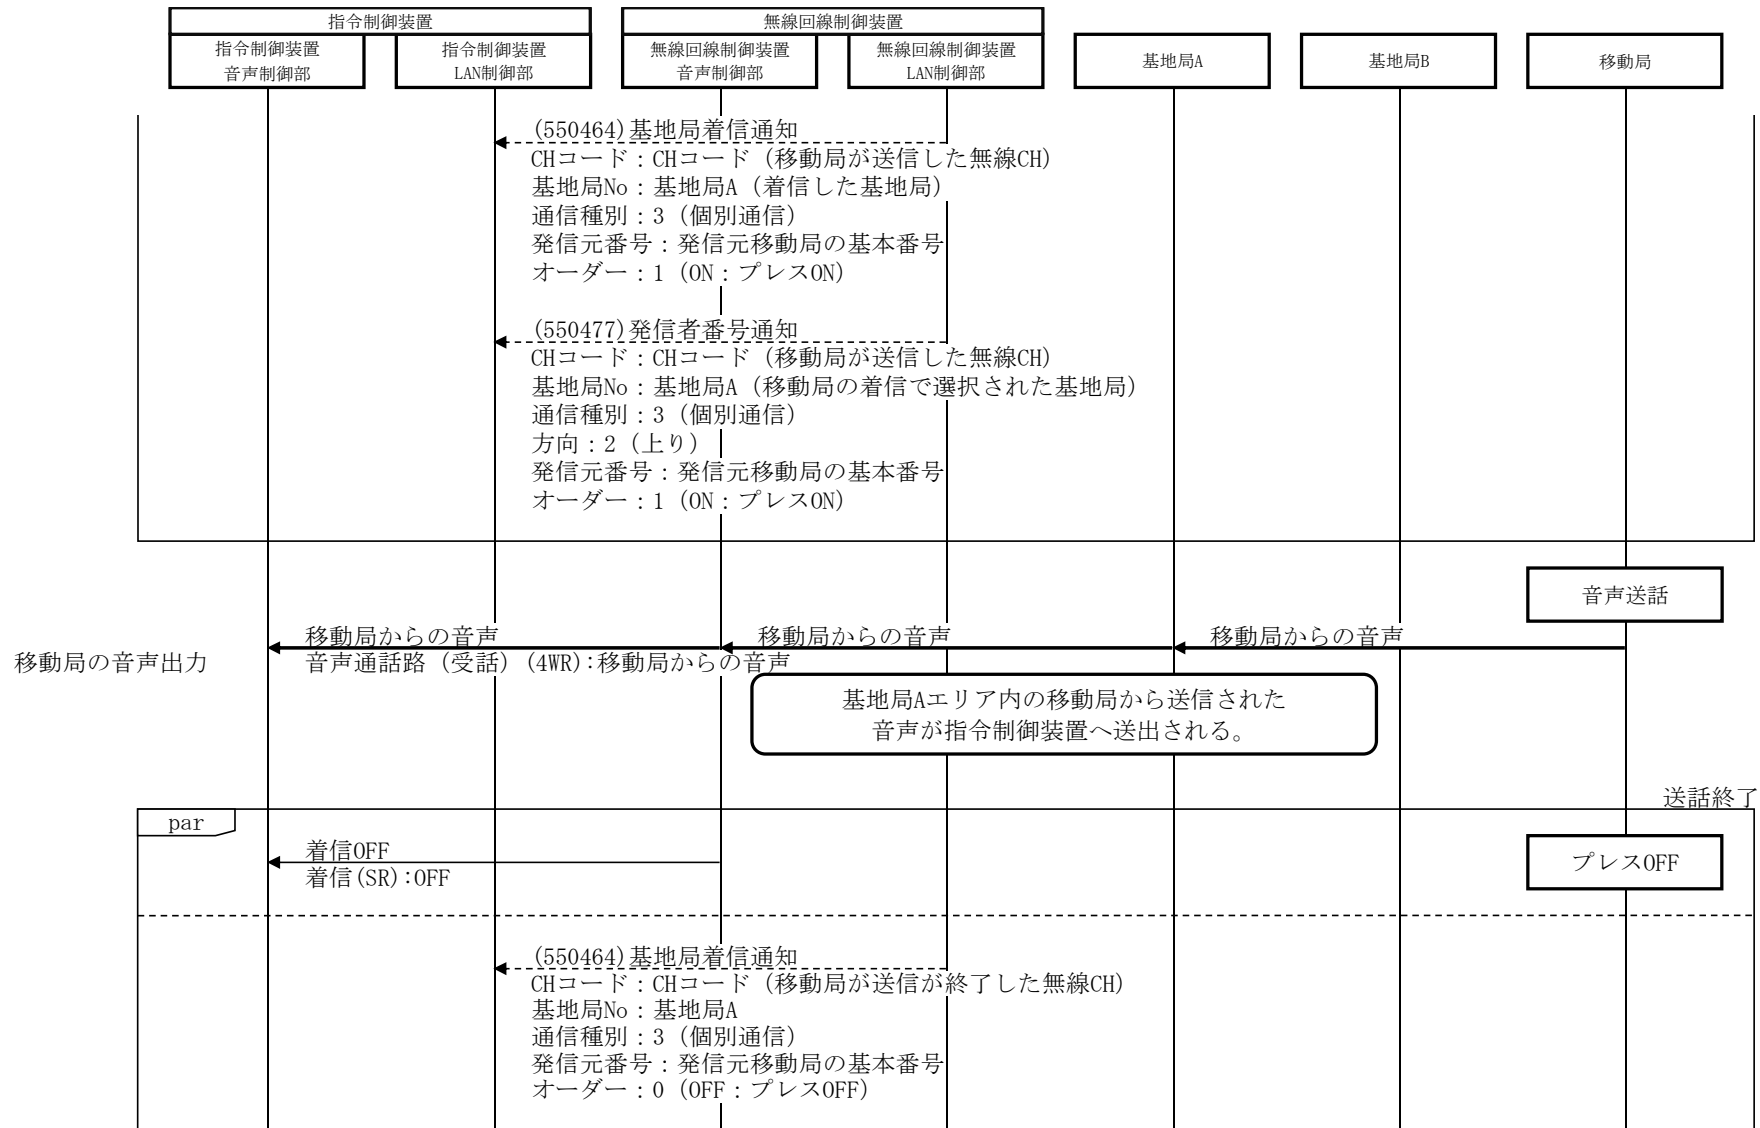 指令制御装置
無線回線制御装置
指令制御装置
音声制御部
指令制御装置
LAN制御部
無線回線制御装置
音声制御部
無線回線制御装置
LAN制御部
基地局A
基地局B
移動局
(550464)基地局着信通知
CHコード：CHコード（移動局が送信した無線CH）
基地局No：基地局A（着信した基地局）
通信種別：3（個別通信）
発信元番号：発信元移動局の基本番号
オーダー：1（ON：プレスON）
(550477)発信者番号通知
CHコード：CHコード（移動局が送信した無線CH）
基地局No：基地局A（移動局の着信で選択された基地局）
通信種別：3（個別通信）
方向：2（上り）
発信元番号：発信元移動局の基本番号
オーダー：1（ON：プレスON）
音声送話
移動局からの音声
移動局からの音声
移動局からの音声
移動局の音声出力
音声通話路（受話）(4WR):移動局からの音声
基地局Aエリア内の移動局から送信された
音声が指令制御装置へ送出される。
送話終了
par
着信OFF
着信(SR):OFF
プレスOFF
(550464)基地局着信通知
CHコード：CHコード（移動局が送信が終了した無線CH）
基地局No：基地局A
通信種別：3（個別通信）
発信元番号：発信元移動局の基本番号
オーダー：0（OFF：プレスOFF）